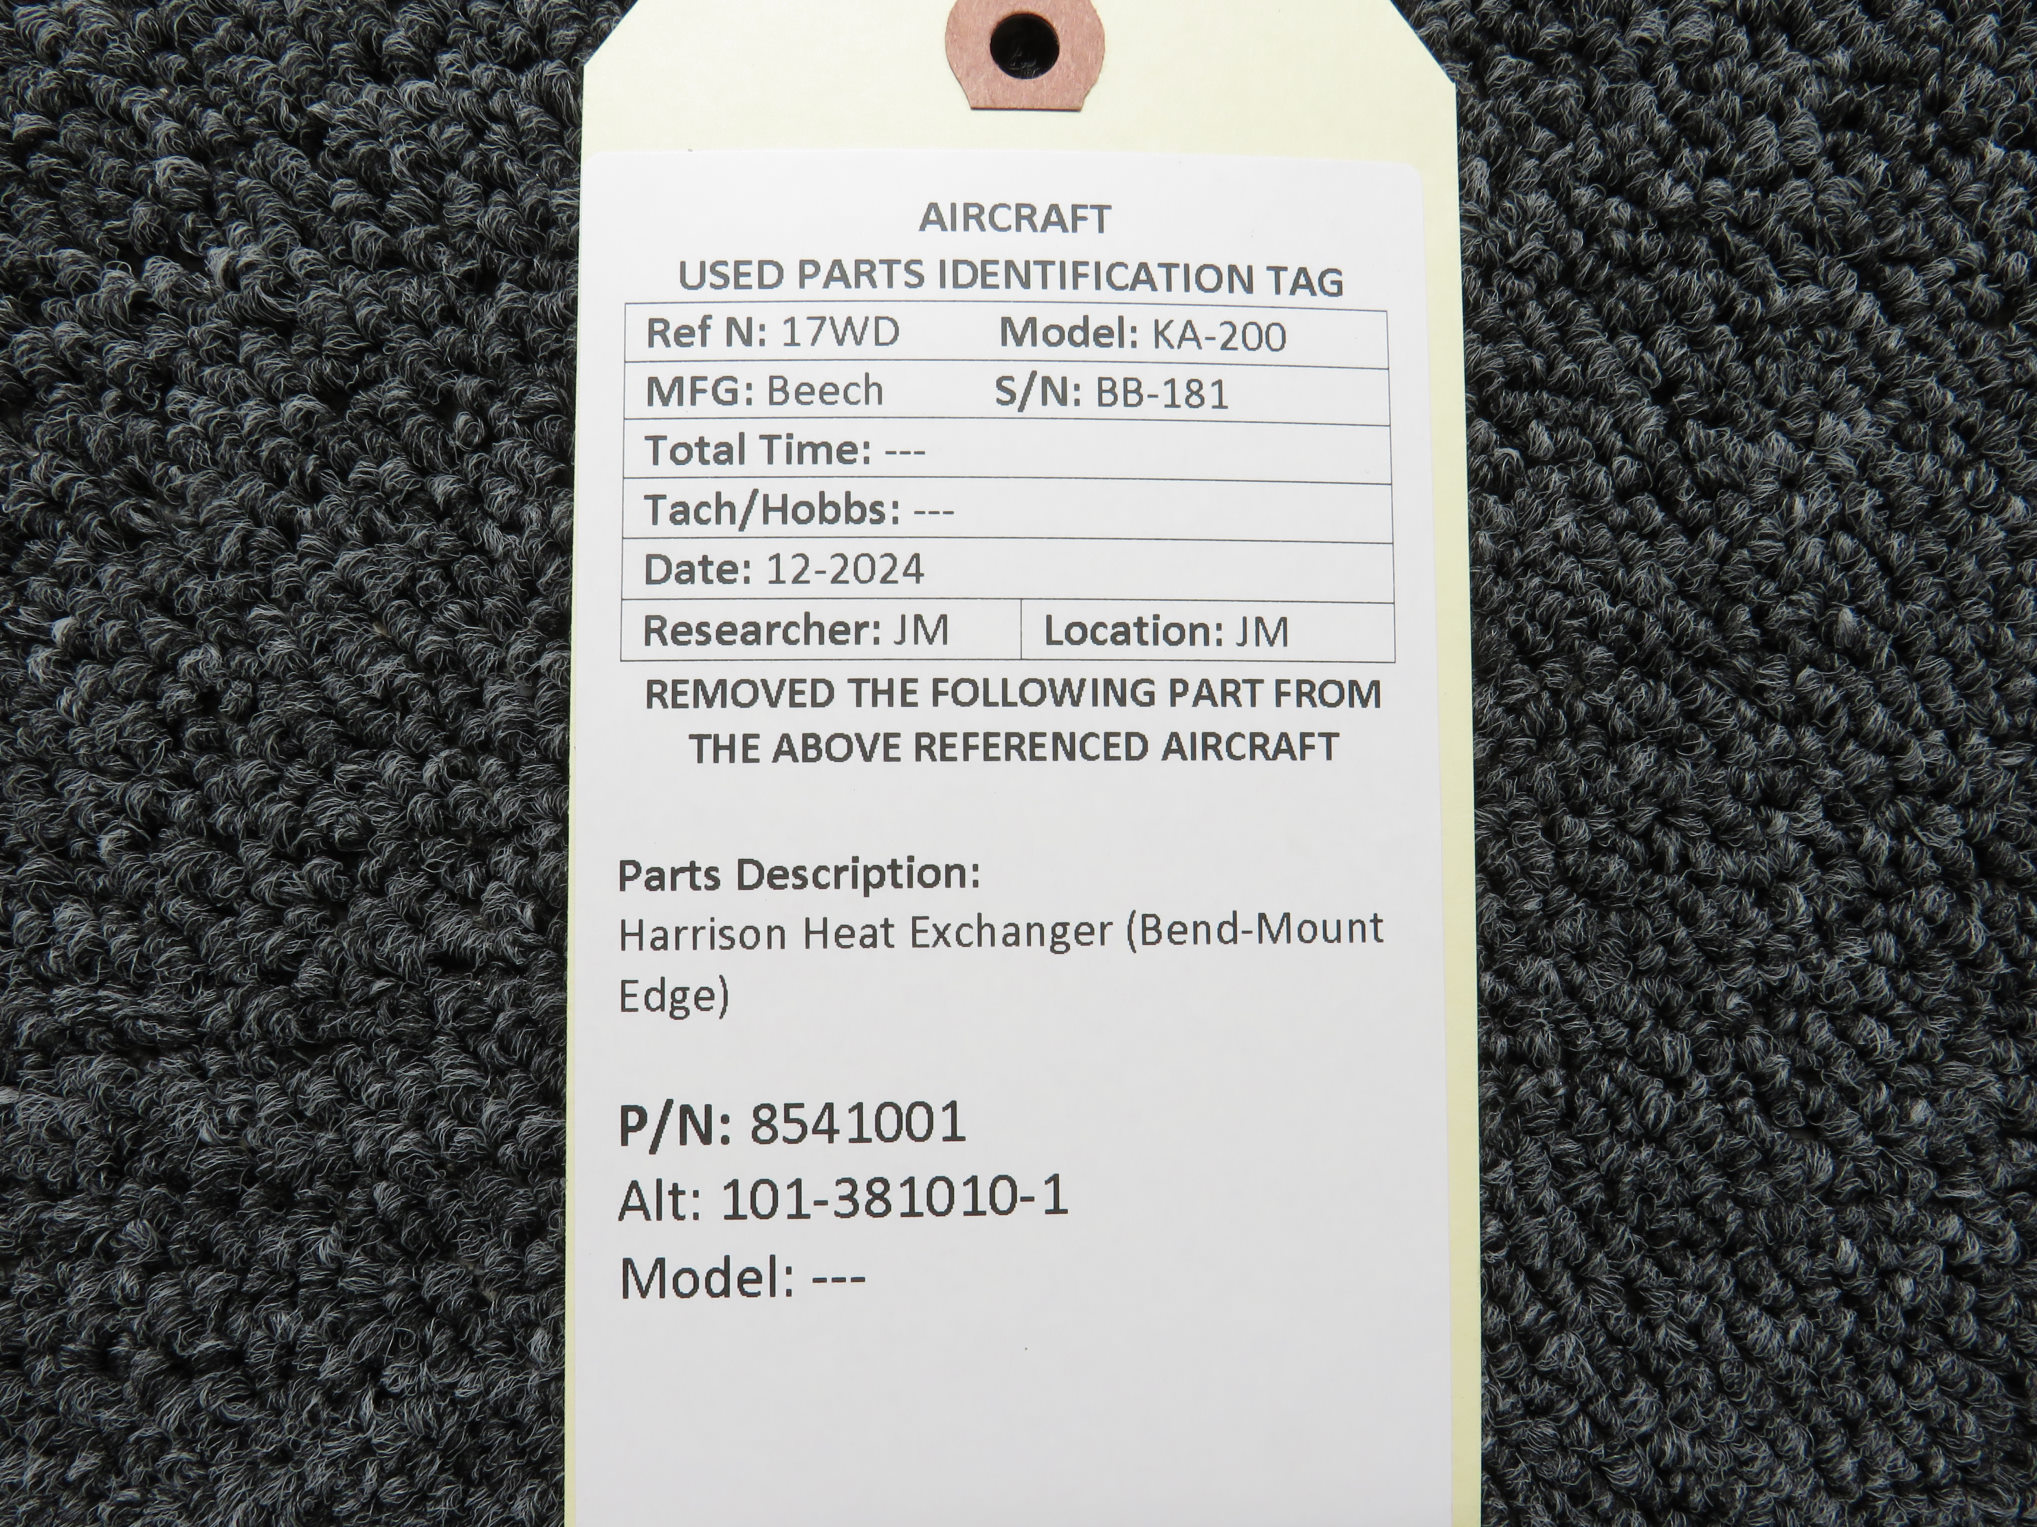 AIRCRAFT
USED PARTS IDENTIFICATION TAG
Ref N: 17WD Model: KA-200
MFG: Beech S/N: BB-181
Total Time: ---
Tach/Hobbs: ---
Date: 12-2024
Researcher: JM Location: JM
REMOVED THE FOLLOWING PART FROM
THE ABOVE REFERENCED AIRCRAFT
Parts Description:
Harrison Heat Exchanger (Bend-Mount
Edge)
P/N: 8541001
Alt: 101-381010-1
Model: ---